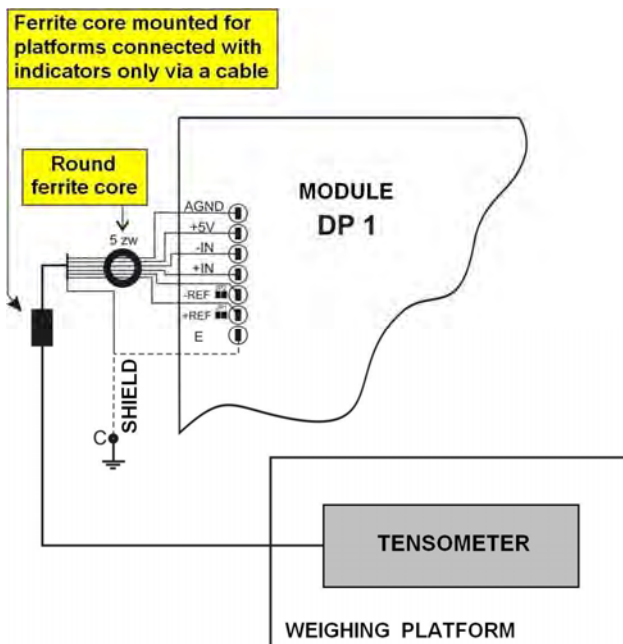 Ferrite core mounted for
platforms connected with
indicators only via a cable
Round
ferrite core
5 zw
MODULE
DP 1
AGND
+5V
-IN
+IN
-REF
+REF
E
SHIELD
C
TENSOMETER
WEIGHING PLATFORM